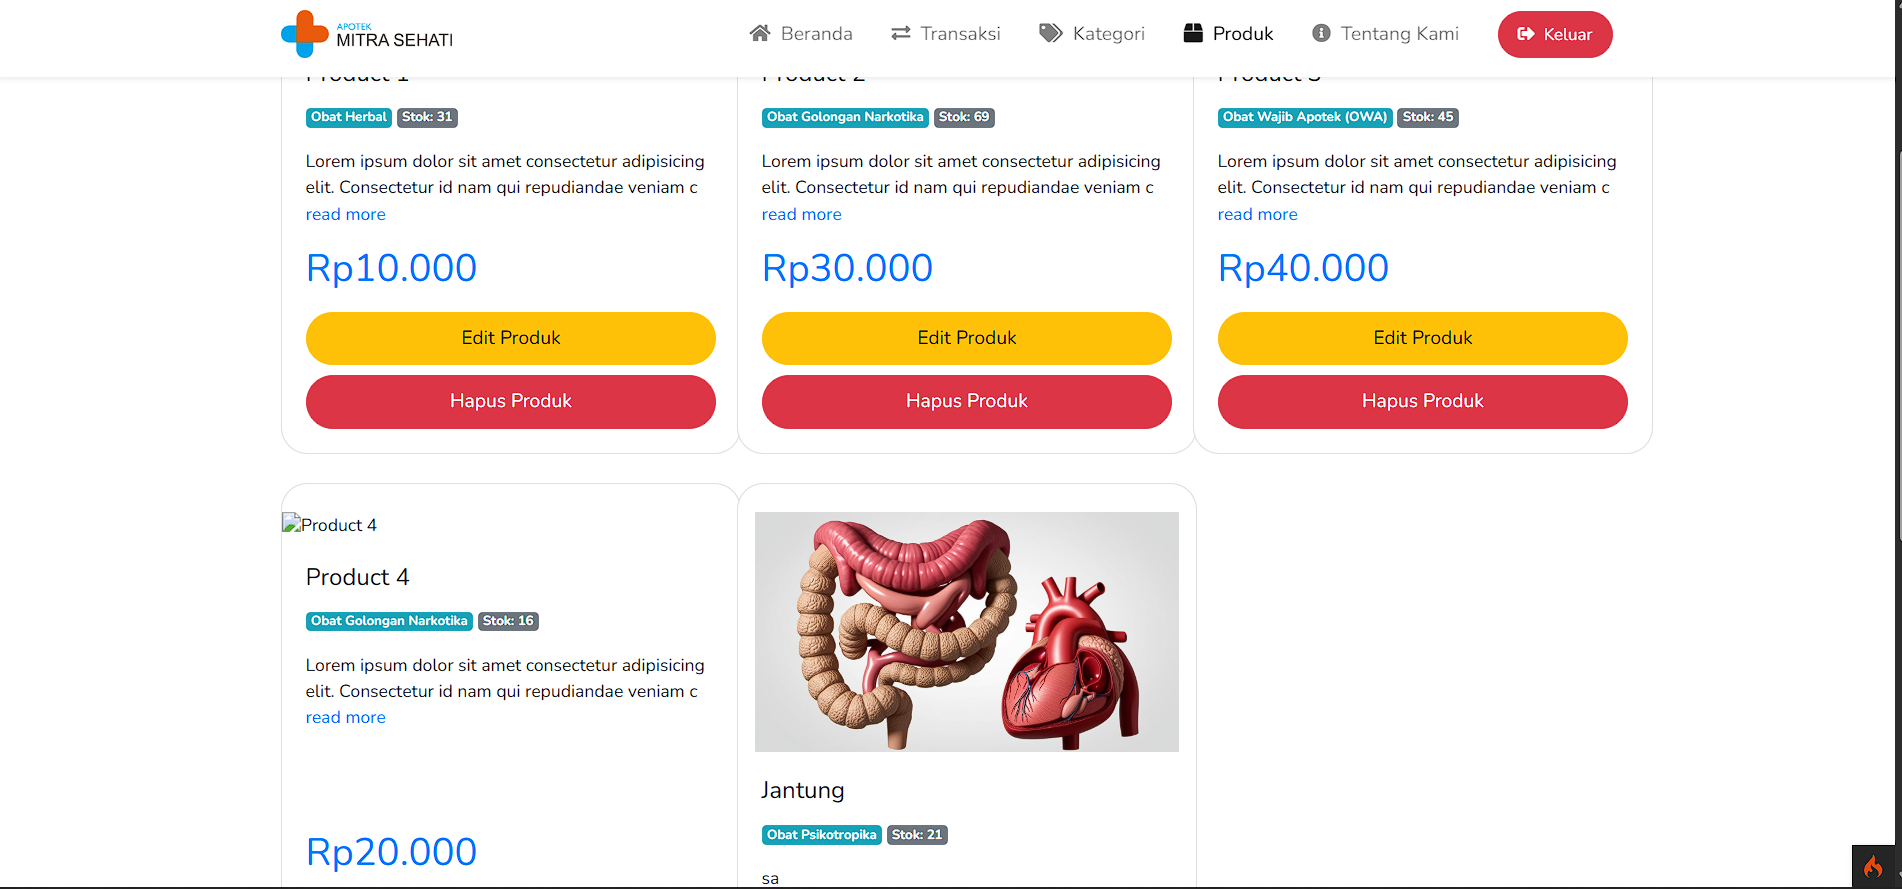 APOTEK
MITRA SEHATI
Beranda
Transaksi
Kategori
Produk
Tentang Kami
Keluar
Product 1
Product 2
Product 3
Obat Herbal Stok: 31
Obat Golongan Narkotika Stok: 69
Obat Wajib Apotek (OWA) Stok: 45
Lorem ipsum dolor sit amet consectetur adipisicing
elit. Consectetur id nam qui repudiandae veniam c
read more
Lorem ipsum dolor sit amet consectetur adipisicing
elit. Consectetur id nam qui repudiandae veniam c
read more
Lorem ipsum dolor sit amet consectetur adipisicing
elit. Consectetur id nam qui repudiandae veniam c
read more
Rp10.000
Rp30.000
Rp40.000
Edit Produk
Edit Produk
Edit Produk
Hapus Produk
Hapus Produk
Hapus Produk
Product 4
Product 4
Obat Golongan Narkotika Stok: 16
Lorem ipsum dolor sit amet consectetur adipisicing
elit. Consectetur id nam qui repudiandae veniam c
read more
Rp20.000
Jantung
Obat Psikotropika Stok: 21
sa